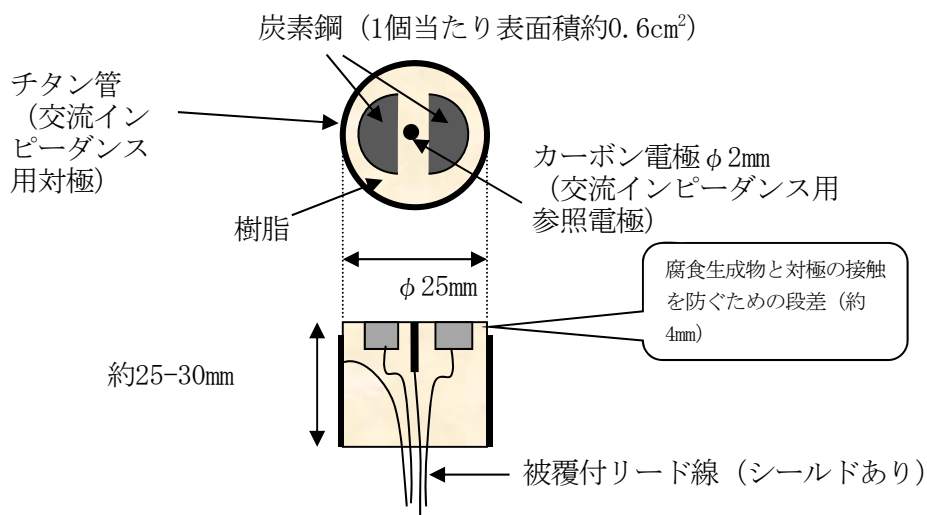 炭素鋼（1個当たり表面積約0.6cm²）
チタン管
（交流イン
ピーダンス
用対極）
カーボン電極φ2mm
（交流インピーダンス用
参照電極）
樹脂
φ25mm
腐食生成物と対極の接触
を防ぐための段差（約
4mm）
約25-30mm
被覆付リード線（シールドあり）